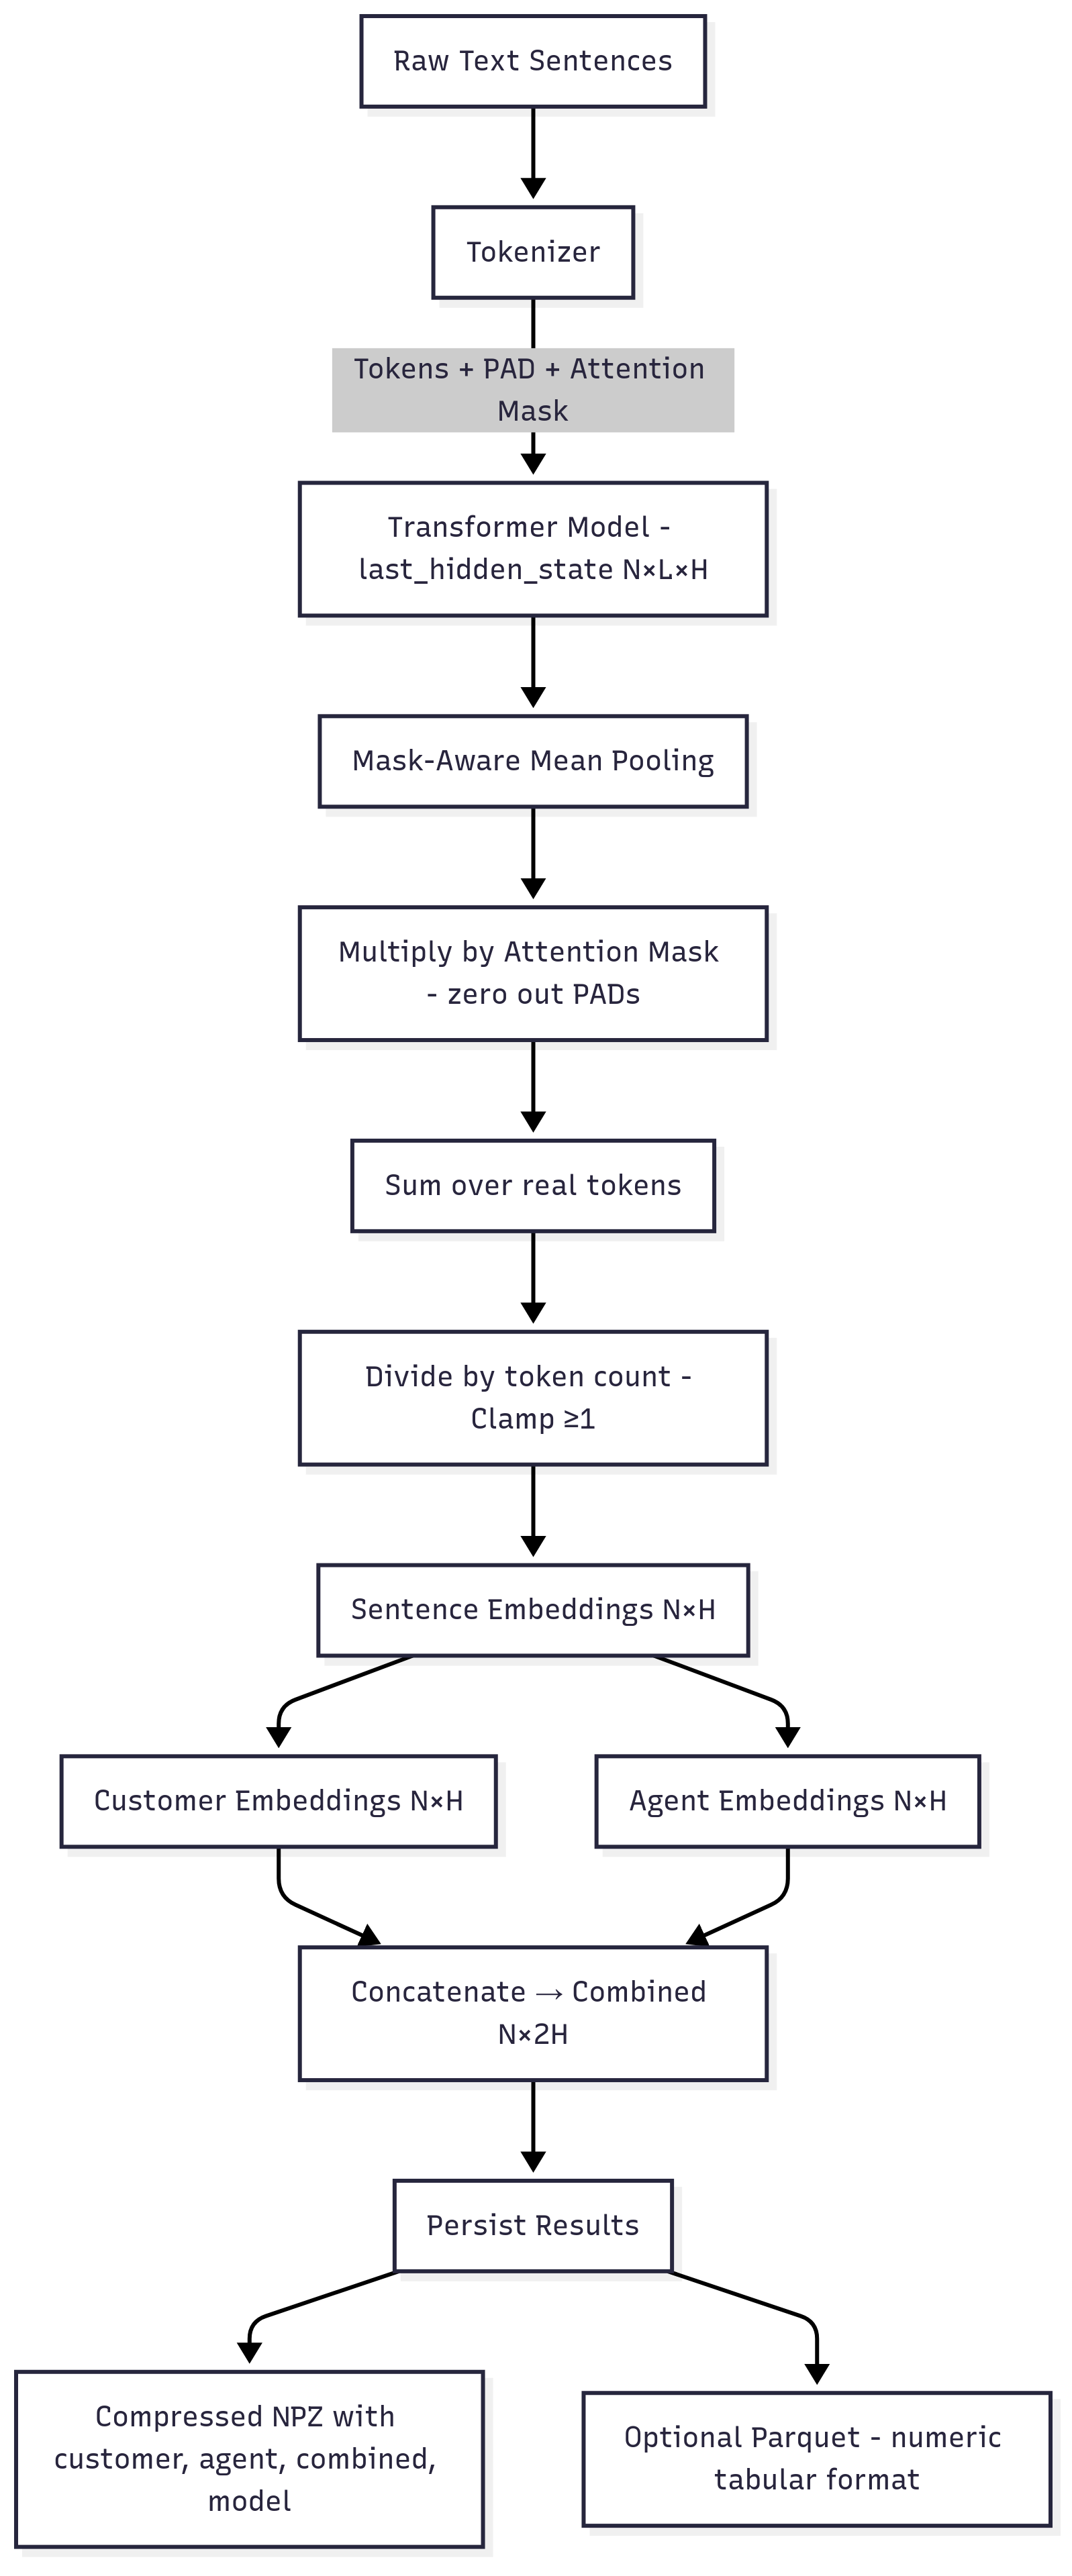 Raw Text Sentences
Tokenizer
Tokens + PAD + Attention
Mask
Transformer Model -
last_hidden_state N×L×H
Mask-Aware Mean Pooling
Multiply by Attention Mask
- zero out PADs
Sum over real tokens
Divide by token count -
Clamp ≥1
Sentence Embeddings N×H
Customer Embeddings N×H
Agent Embeddings N×H
Concatenate → Combined
N×2H
Persist Results
Compressed NPZ with
customer, agent, combined,
model
Optional Parquet - numeric
tabular format